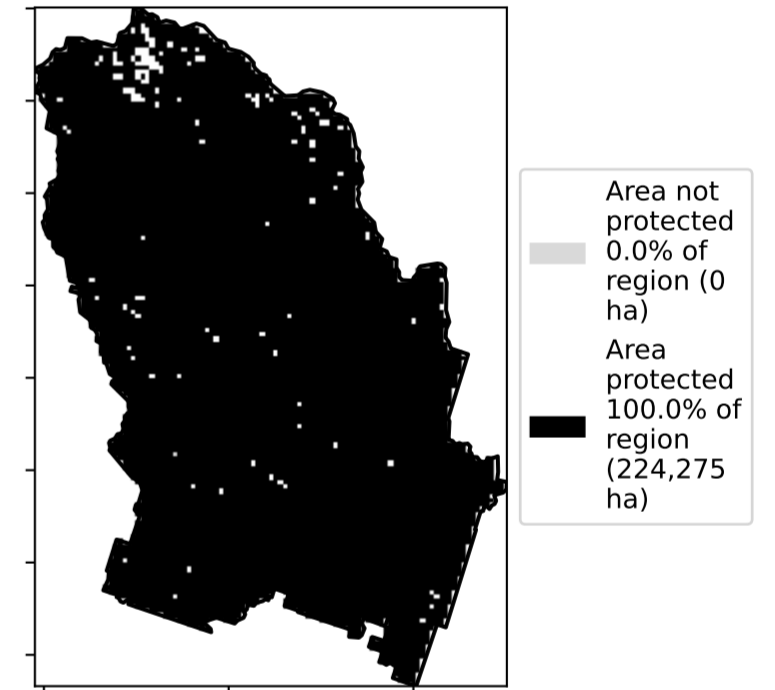 Area not
protected
0.0% of
region (0
ha)
Area
protected
100.0% of
region
(224,275
ha)